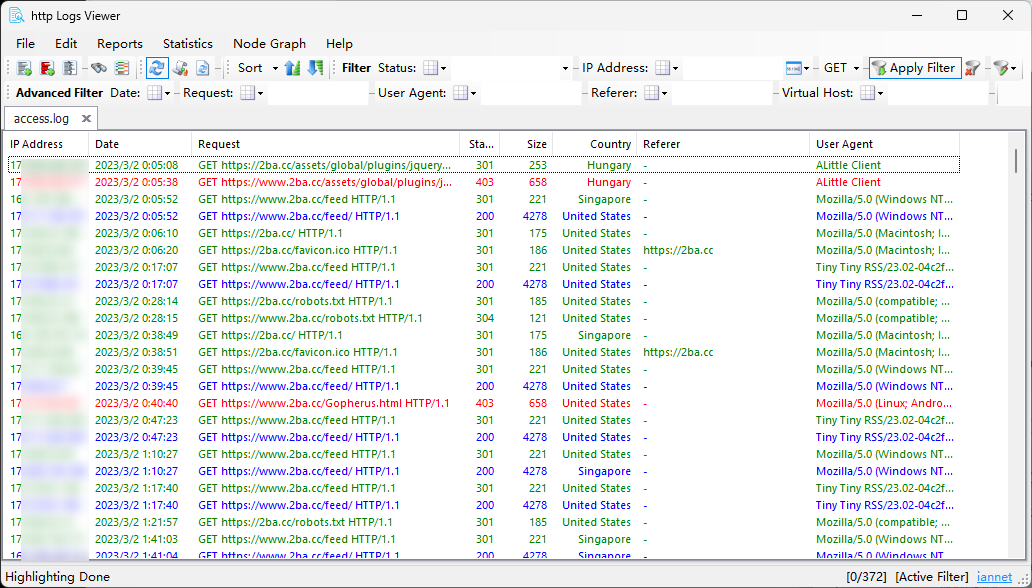 http Logs Viewer
File Edit Reports Statistics Node Graph Help
Sort Filter Status: IP Address: GET Apply Filter
Advanced Filter Date: Request: User Agent: Referer: Virtual Host:
access.log
IP Address Date Request Sta... Size Country Referer User Agent
17 2023/3/2 0:05:08 GET https://2ba.cc/assets/global/plugins/jquery... 301 253 Hungary - ALittle Client
17 2023/3/2 0:05:38 GET https://www.2ba.cc/assets/global/plugins/j... 403 658 Hungary - ALittle Client
16 2023/3/2 0:05:52 GET https://www.2ba.cc/feed HTTP/1.1 301 221 Singapore - Mozilla/5.0 (Windows NT...
17 2023/3/2 0:05:52 GET https://www.2ba.cc/feed/ HTTP/1.1 200 4278 United States - Mozilla/5.0 (Windows NT...
17 2023/3/2 0:06:10 GET https://2ba.cc/ HTTP/1.1 301 175 United States - Mozilla/5.0 (Macintosh; I...
17 2023/3/2 0:06:20 GET https://2ba.cc/favicon.ico HTTP/1.1 301 186 United States https://2ba.cc Mozilla/5.0 (Macintosh; I...
17 2023/3/2 0:17:07 GET https://www.2ba.cc/feed HTTP/1.1 301 221 United States - Tiny Tiny RSS/23.02-04c2f...
17 2023/3/2 0:17:07 GET https://www.2ba.cc/feed/ HTTP/1.1 200 4278 United States - Tiny Tiny RSS/23.02-04c2f...
17 2023/3/2 0:28:14 GET https://2ba.cc/robots.txt HTTP/1.1 301 185 United States - Mozilla/5.0 (compatible; ...
17 2023/3/2 0:28:15 GET https://www.2ba.cc/robots.txt HTTP/1.1 304 121 United States - Mozilla/5.0 (compatible; ...
16 2023/3/2 0:38:49 GET https://2ba.cc/ HTTP/1.1 301 175 Singapore - Mozilla/5.0 (Macintosh; I...
17 2023/3/2 0:38:51 GET https://2ba.cc/favicon.ico HTTP/1.1 301 186 United States https://2ba.cc Mozilla/5.0 (Macintosh; I...
17 2023/3/2 0:39:45 GET https://www.2ba.cc/feed HTTP/1.1 301 221 United States - Mozilla/5.0 (Windows NT...
17 2023/3/2 0:39:45 GET https://www.2ba.cc/feed/ HTTP/1.1 200 4278 United States - Mozilla/5.0 (Windows NT...
17 2023/3/2 0:40:40 GET https://www.2ba.cc/Gopherus.html HTTP/1.1 403 658 United States - Mozilla/5.0 (Linux; Andro...
17 2023/3/2 0:47:23 GET https://www.2ba.cc/feed HTTP/1.1 301 221 United States - Tiny Tiny RSS/23.02-04c2f...
17 2023/3/2 0:47:23 GET https://www.2ba.cc/feed/ HTTP/1.1 200 4278 United States - Tiny Tiny RSS/23.02-04c2f...
17 2023/3/2 1:10:27 GET https://www.2ba.cc/feed HTTP/1.1 301 221 United States - Mozilla/5.0 (Windows NT...
17 2023/3/2 1:10:27 GET https://www.2ba.cc/feed/ HTTP/1.1 200 4278 Singapore - Mozilla/5.0 (Windows NT...
17 2023/3/2 1:17:40 GET https://www.2ba.cc/feed HTTP/1.1 301 221 United States - Tiny Tiny RSS/23.02-04c2f...
17 2023/3/2 1:17:40 GET https://www.2ba.cc/feed/ HTTP/1.1 200 4278 United States - Tiny Tiny RSS/23.02-04c2f...
17 2023/3/2 1:21:57 GET https://2ba.cc/robots.txt HTTP/1.1 301 185 United States - Mozilla/5.0 (compatible; ...
17 2023/3/2 1:41:03 GET https://www.2ba.cc/feed HTTP/1.1 301 221 Singapore - Mozilla/5.0 (Windows NT...
16 2023/3/2 1:41:04 GET https://www.2ba.cc/feed/ HTTP/1.1 200 4278 Singapore - Mozilla/5.0 (Windows NT...
Highlighting Done [0/372] [Active Filter] iannet